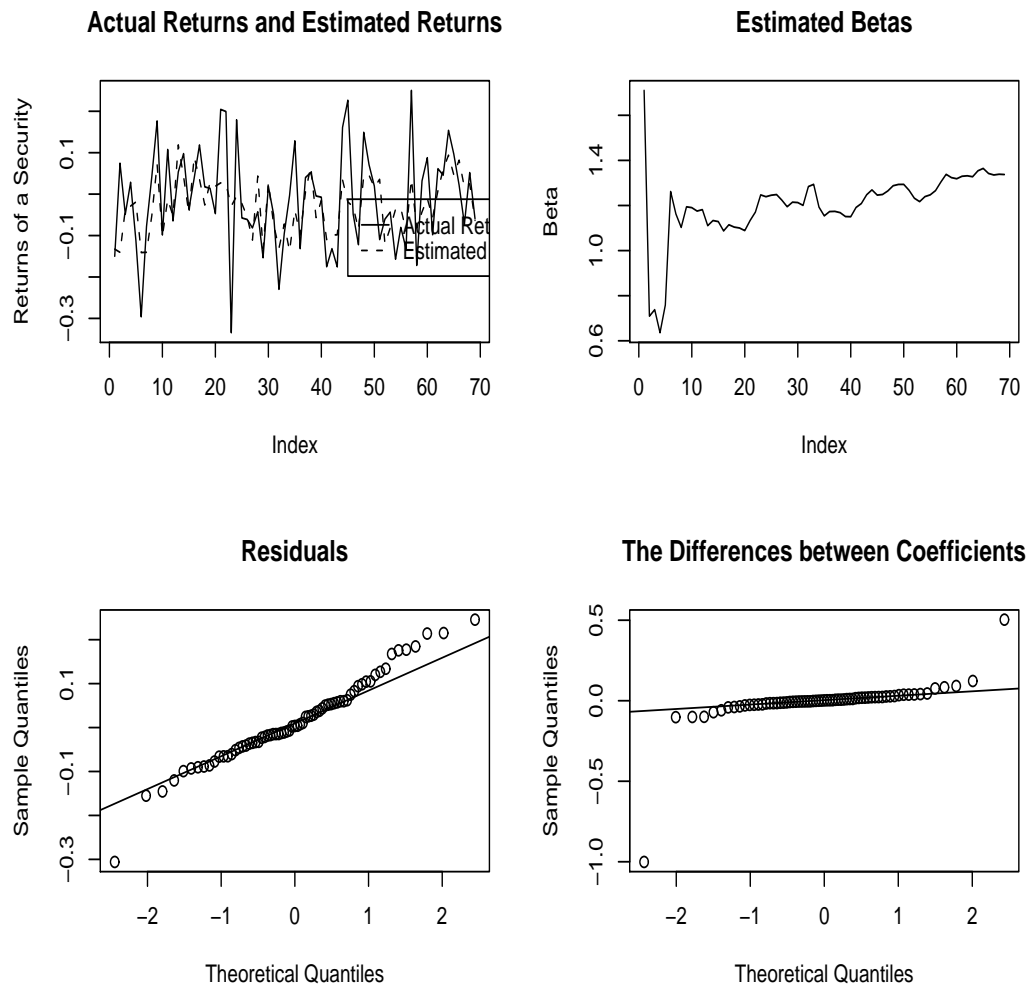 Actual Returns and Estimated Returns
Returns of a Security
0.1
−0.1
−0.3
0 10 20 30 40 50 60 70
Index
Actual Ret
Estimated
Estimated Betas
Beta
1.4
1.0
0.6
0 10 20 30 40 50 60 70
Index
Residuals
Sample Quantiles
0.1
−0.1
−0.3
−2 −1 0 1 2
Theoretical Quantiles
The Differences between Coefficients
Sample Quantiles
0.5
0.0
−0.5
−1.0
−2 −1 0 1 2
Theoretical Quantiles